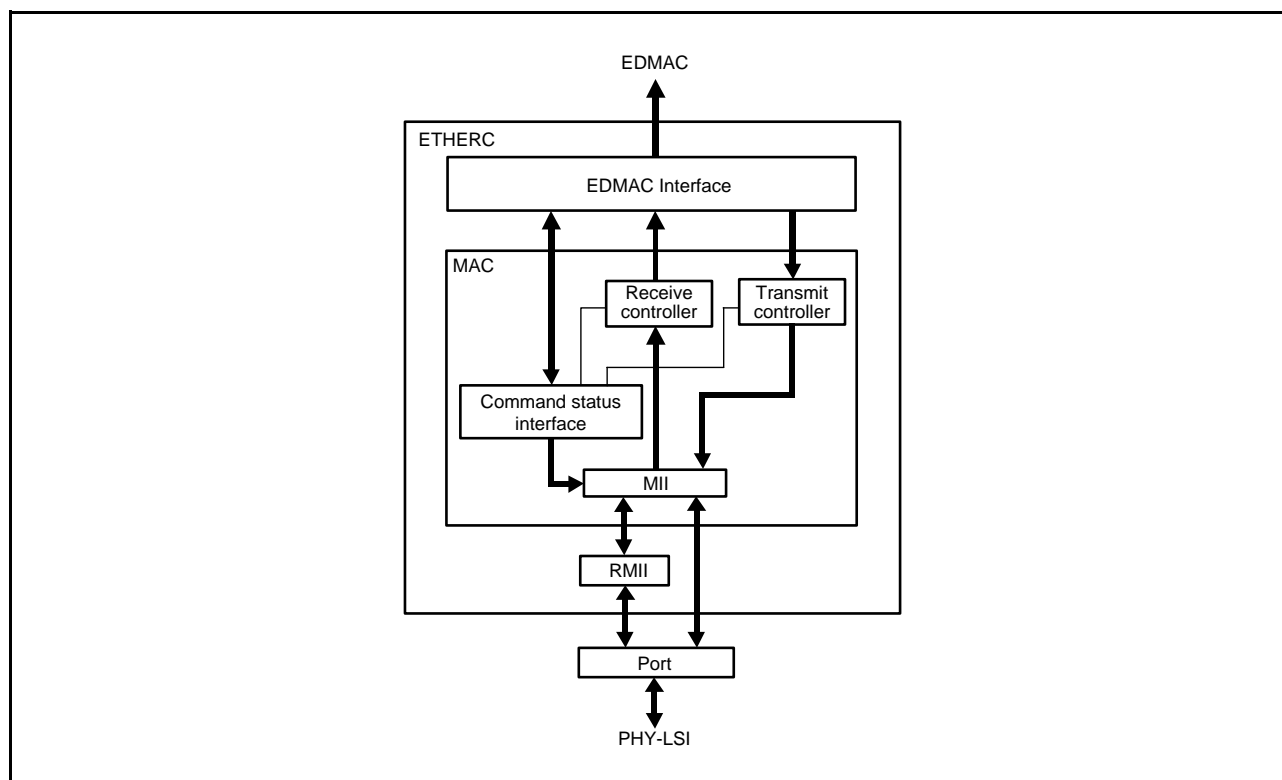 EDMAC
ETHERC
EDMAC Interface
MAC
Receive
controller
Transmit
controller
Command status
interface
MII
RMII
Port
PHY-LSI